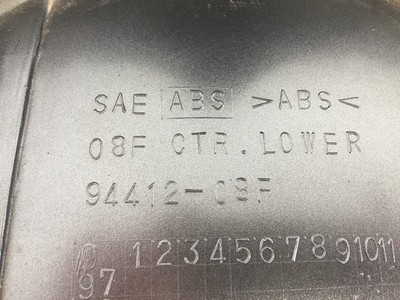 SAE ABS >ABS<
08F CTR. LOWER
94412-08F
1 2 3 4 5 6 7 8 9 10 11
97